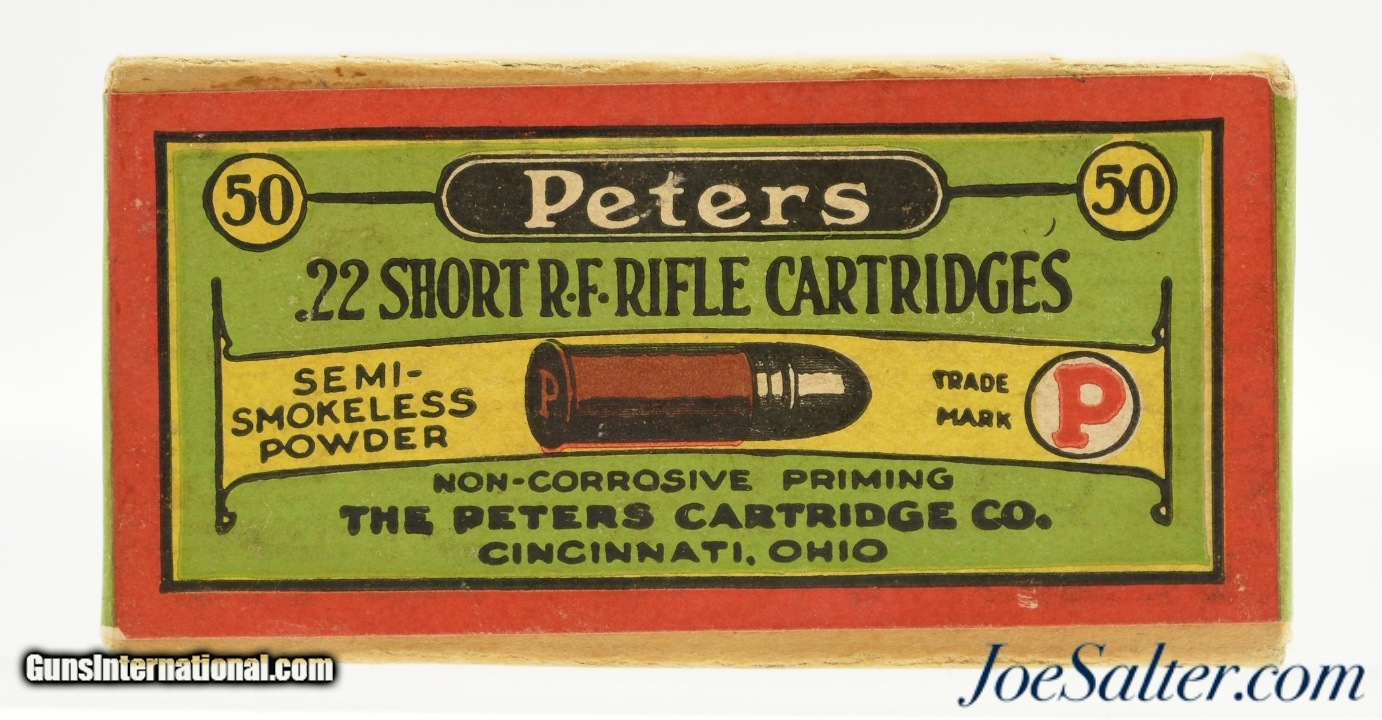 50 Peters 50
.22 SHORT R.F. RIFLE CARTRIDGES
SEMI-
SMOKELESS
POWDER
P
TRADE
MARK
P
NON-CORROSIVE PRIMING
THE PETERS CARTRIDGE CO.
CINCINNATI, OHIO
GunsInternational.com
JoeSalter.com